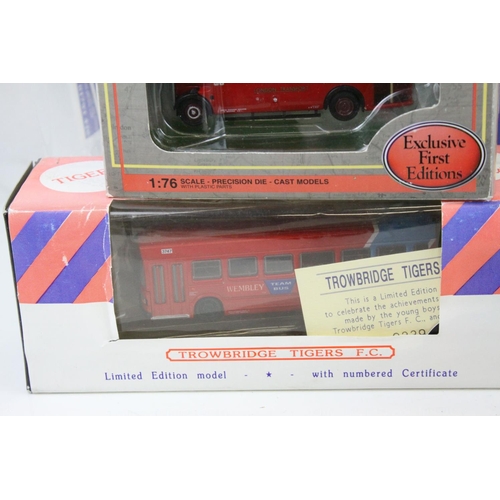 Exclusive
First
Editions
1:76 SCALE - PRECISION DIE - CAST MODELS
WITH PLASTIC PARTS
TIGER
WEMBLEY
TEAM
BUS
TROWBRIDGE TIGERS
This is a Limited Edition
to celebrate the achievements
made by the young boys
Trowbridge Tigers F.C. and
TROWBRIDGE TIGERS F.C.
Limited Edition model - ★ - with numbered Certificate